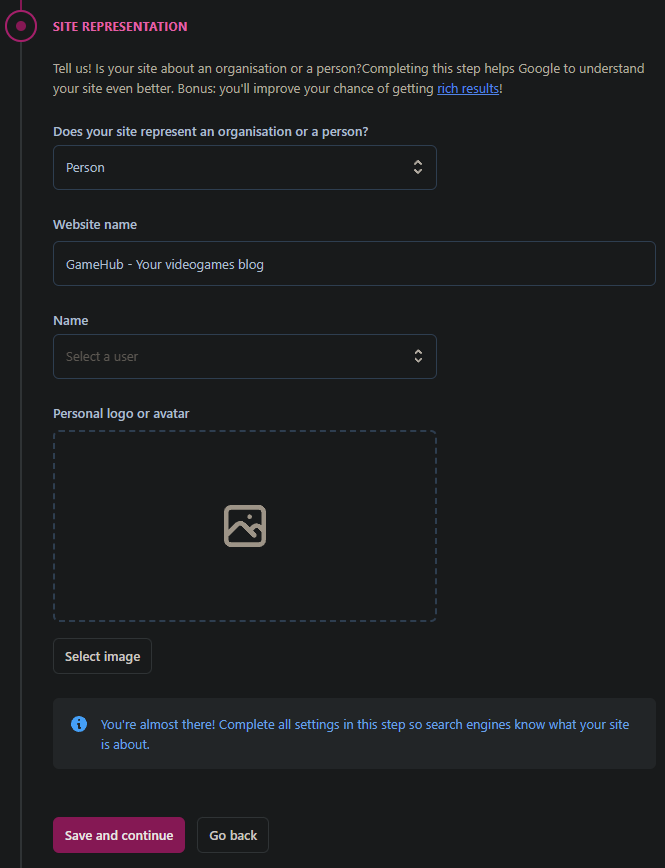 SITE REPRESENTATION
Tell us! Is your site about an organisation or a person?Completing this step helps Google to understand
your site even better. Bonus: you'll improve your chance of getting rich results!
Does your site represent an organisation or a person?
Person
Website name
GameHub - Your videogames blog
Name
Select a user
Personal logo or avatar
Select image
You're almost there! Complete all settings in this step so search engines know what your site
is about.
Save and continue
Go back